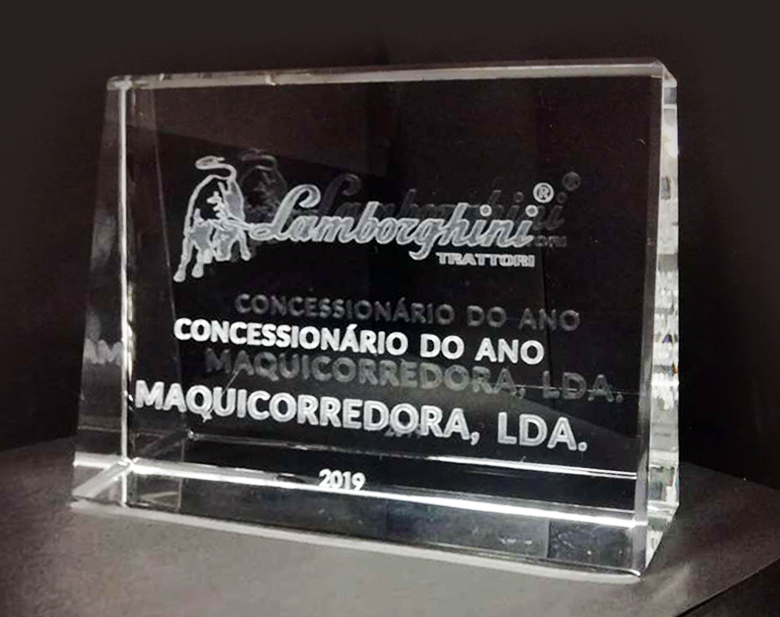 Lamborghini®
TRATTORI
CONCESSIONÁRIO DO ANO
MAQUICORREDORA, LDA.
2019